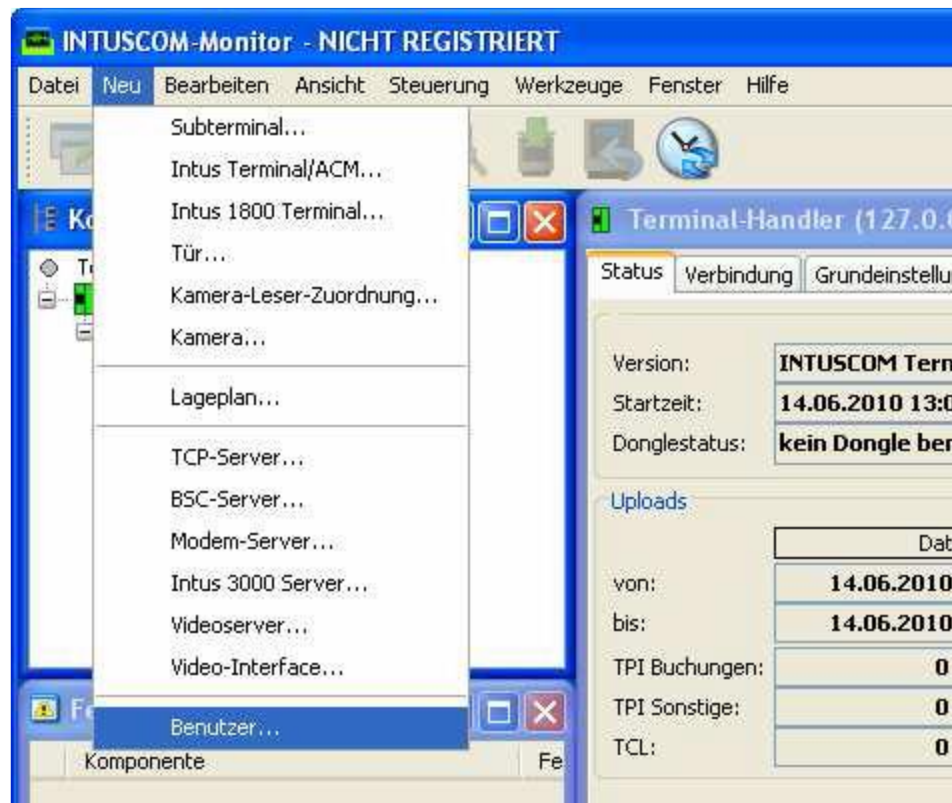 INTUSCOM-Monitor - NICHT REGISTRIERT
Datei Neu Bearbeiten Ansicht Steuerung Werkzeuge Fenster Hilfe
Subterminal...
Intus Terminal/ACM...
Intus 1800 Terminal...
Tür...
Kamera-Leser-Zuordnung...
Kamera...
Lageplan...
TCP-Server...
BSC-Server...
Modem-Server...
Intus 3000 Server...
Videoserver...
Video-Interface...
Benutzer...
Komponente Fe
Terminal-Handler (127.0.
Status Verbindung Grundeinstellu
Version: INTUSCOM Term
Startzeit: 14.06.2010 13:0
Donglestatus: kein Dongle ber
Uploads
Dat
von: 14.06.2010
bis: 14.06.2010
TPI Buchungen: 0
TPI Sonstige: 0
TCL: 0